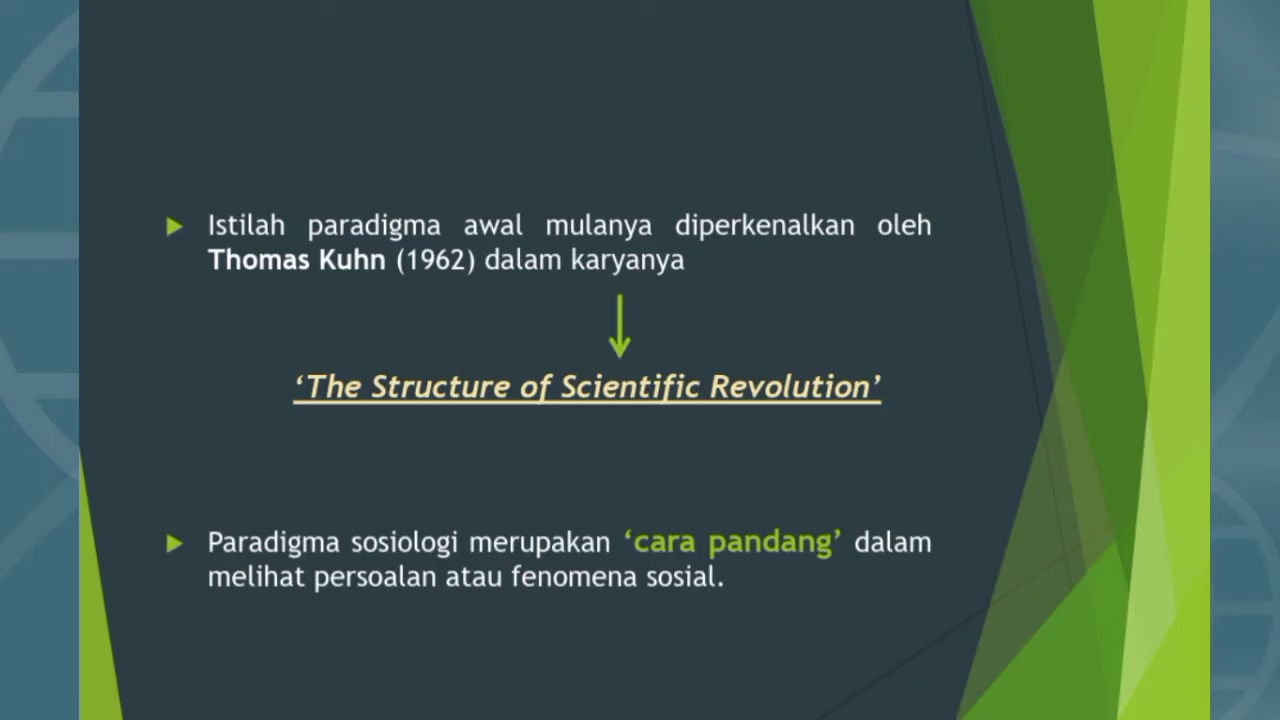 Istilah paradigma awal mulanya diperkenalkan oleh
Thomas Kuhn (1962) dalam karyanya
‘The Structure of Scientific Revolution’
Paradigma sosiologi merupakan ‘cara pandang’ dalam
melihat persoalan atau fenomena sosial.